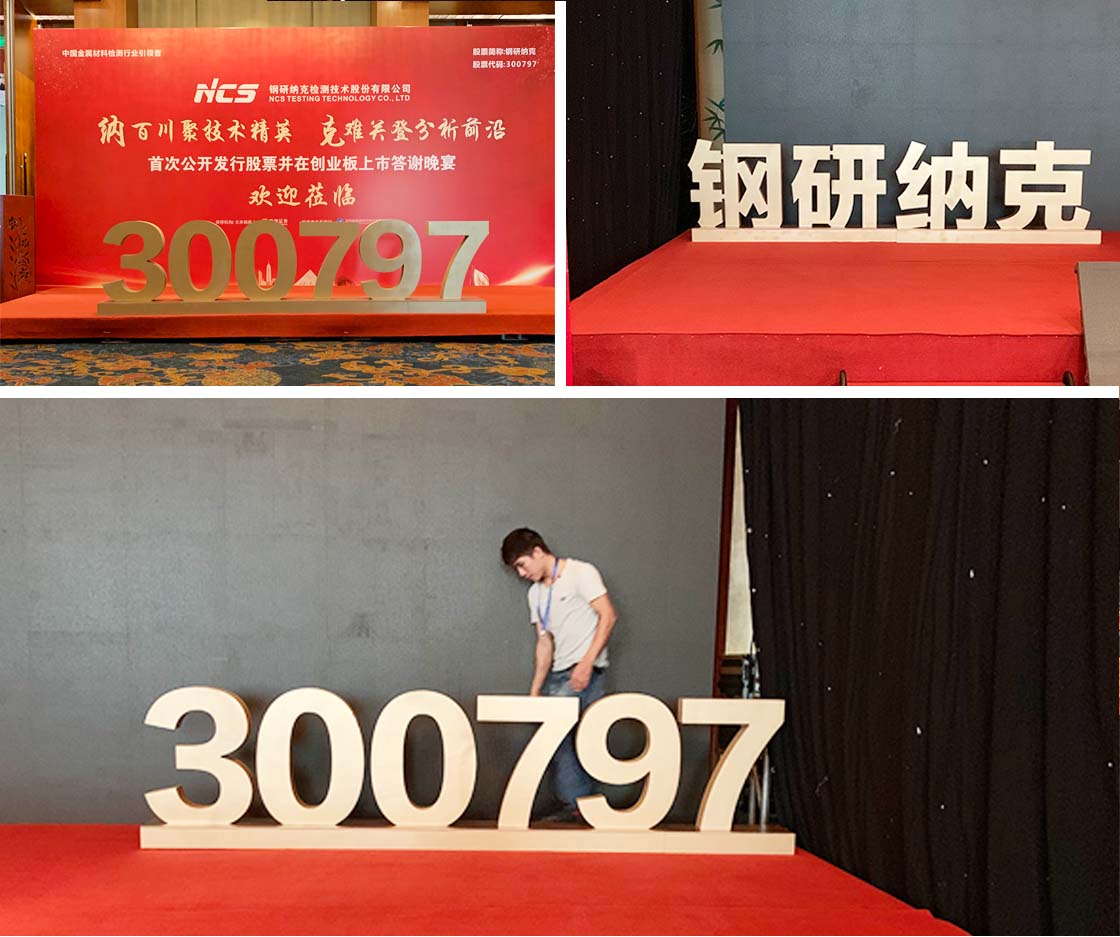 中国金属材料检测行业引领者
股票简称:钢研纳克
股票代码:300797
NCS 钢研纳克检测技术股份有限公司
NCS TESTING TECHNOLOGY CO., LTD
纳百川聚技术精英 克难关登分析前沿
首次公开发行股票并在创业板上市答谢晚宴
欢迎莅临
300797
钢研纳克
300797